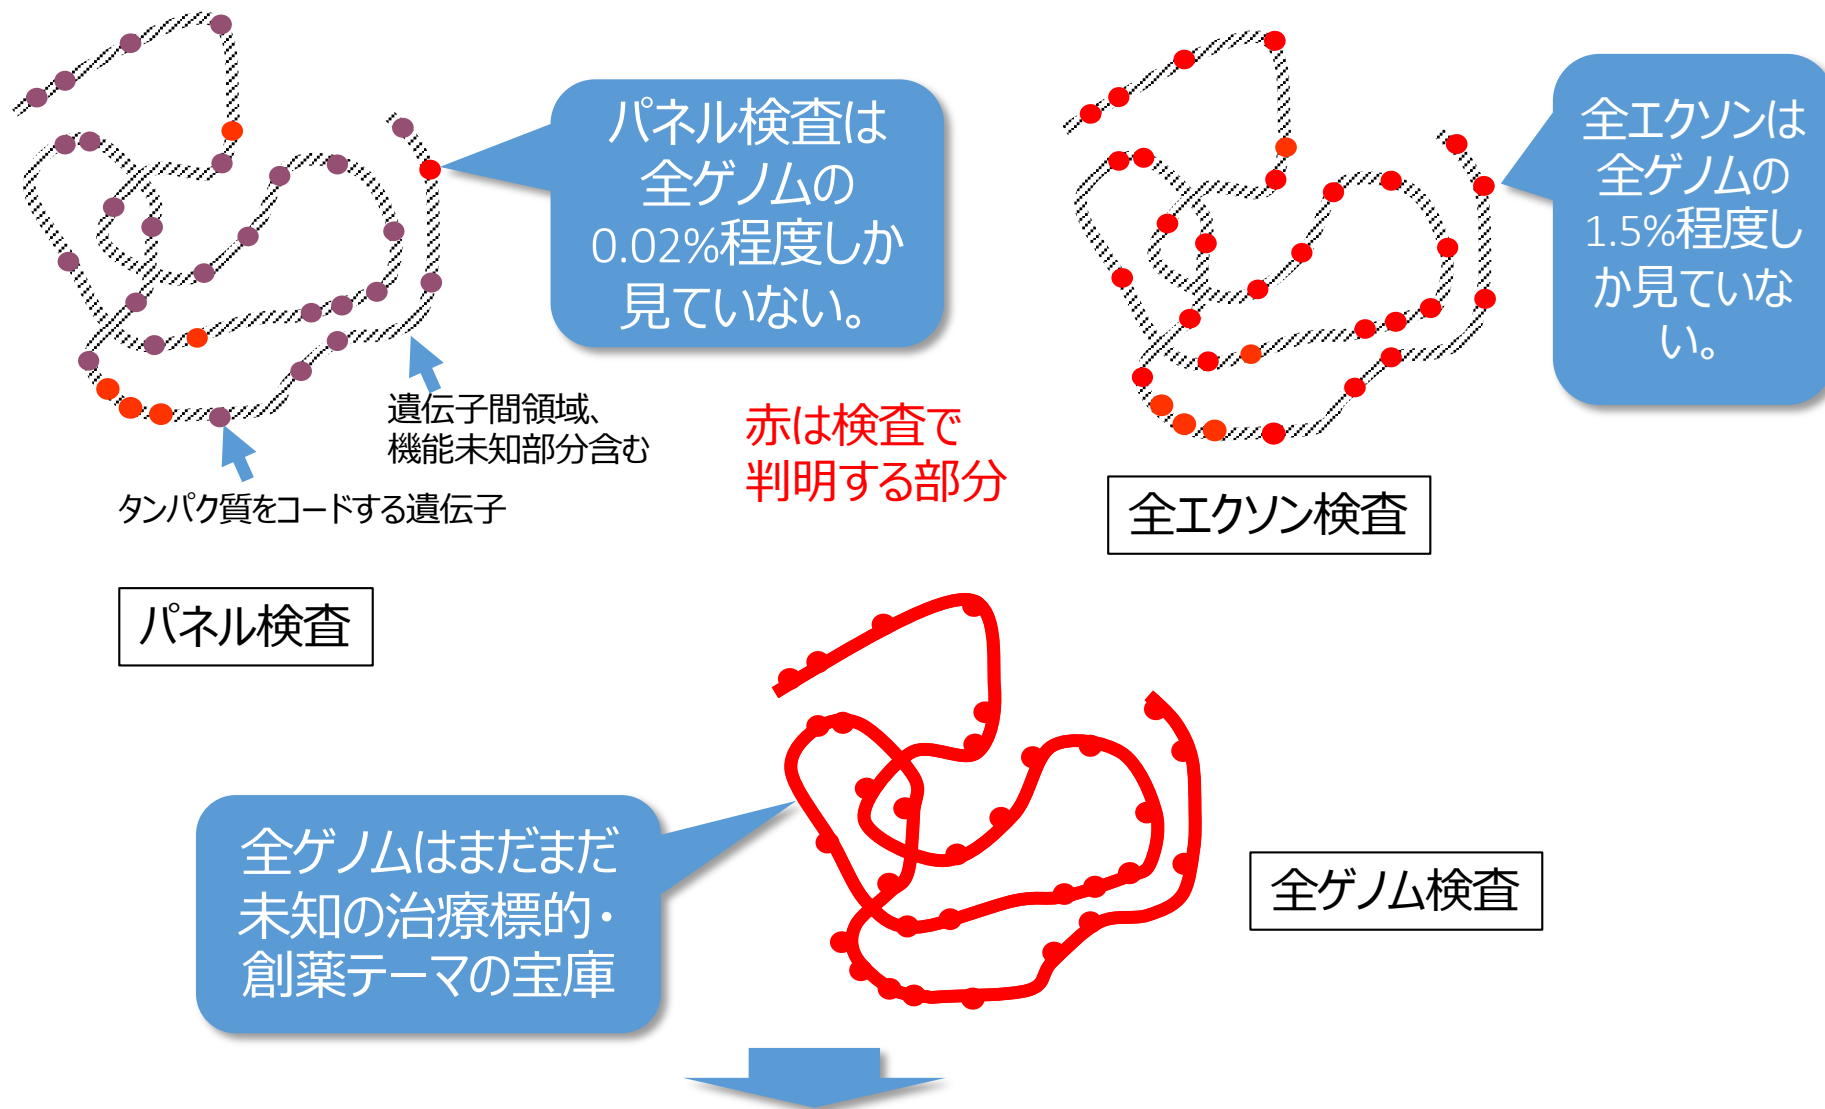 パネル検査は
全ゲノムの
0.02%程度しか
見ていない。
全エクソンは
全ゲノムの
1.5%程度し
か見ていな
い。
遺伝子間領域、
機能未知部分含む
タンパク質をコードする遺伝子
赤は検査で
判明する部分
全エクソン検査
パネル検査
全ゲノムはまだまだ
未知の治療標的・
創薬テーマの宝庫
全ゲノム検査